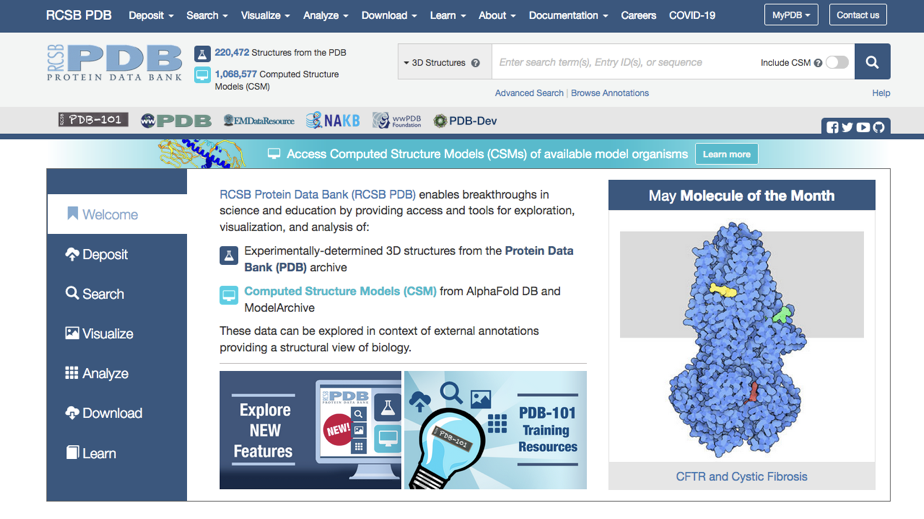 RCSB PDB Deposit Search Visualize Analyze Download Learn About Documentation Careers COVID-19 MyPDB Contact us
RCSB PDB
PROTEIN DATA BANK
220,472 Structures from the PDB
1,068,577 Computed Structure
Models (CSM)
3D Structures
Enter search term(s), Entry ID(s), or sequence
Include CSM
Advanced Search | Browse Annotations
Help
PDB-101
PDB
EMDataResource
NAKB
wwPDB
Foundation
PDB-Dev
Access Computed Structure Models (CSMs) of available model organisms Learn more
Welcome
Deposit
Search
Visualize
Analyze
Download
Learn
RCSB Protein Data Bank (RCSB PDB) enables breakthroughs in
science and education by providing access and tools for exploration,
visualization, and analysis of:
Experimentally-determined 3D structures from the Protein Data
Bank (PDB) archive
Computed Structure Models (CSM) from AlphaFold DB and
ModelArchive
These data can be explored in context of external annotations
providing a structural view of biology.
Explore
NEW
Features
PDB
NEW!
PDB-101
PDB-101
Training
Resources
May Molecule of the Month
CFTR and Cystic Fibrosis